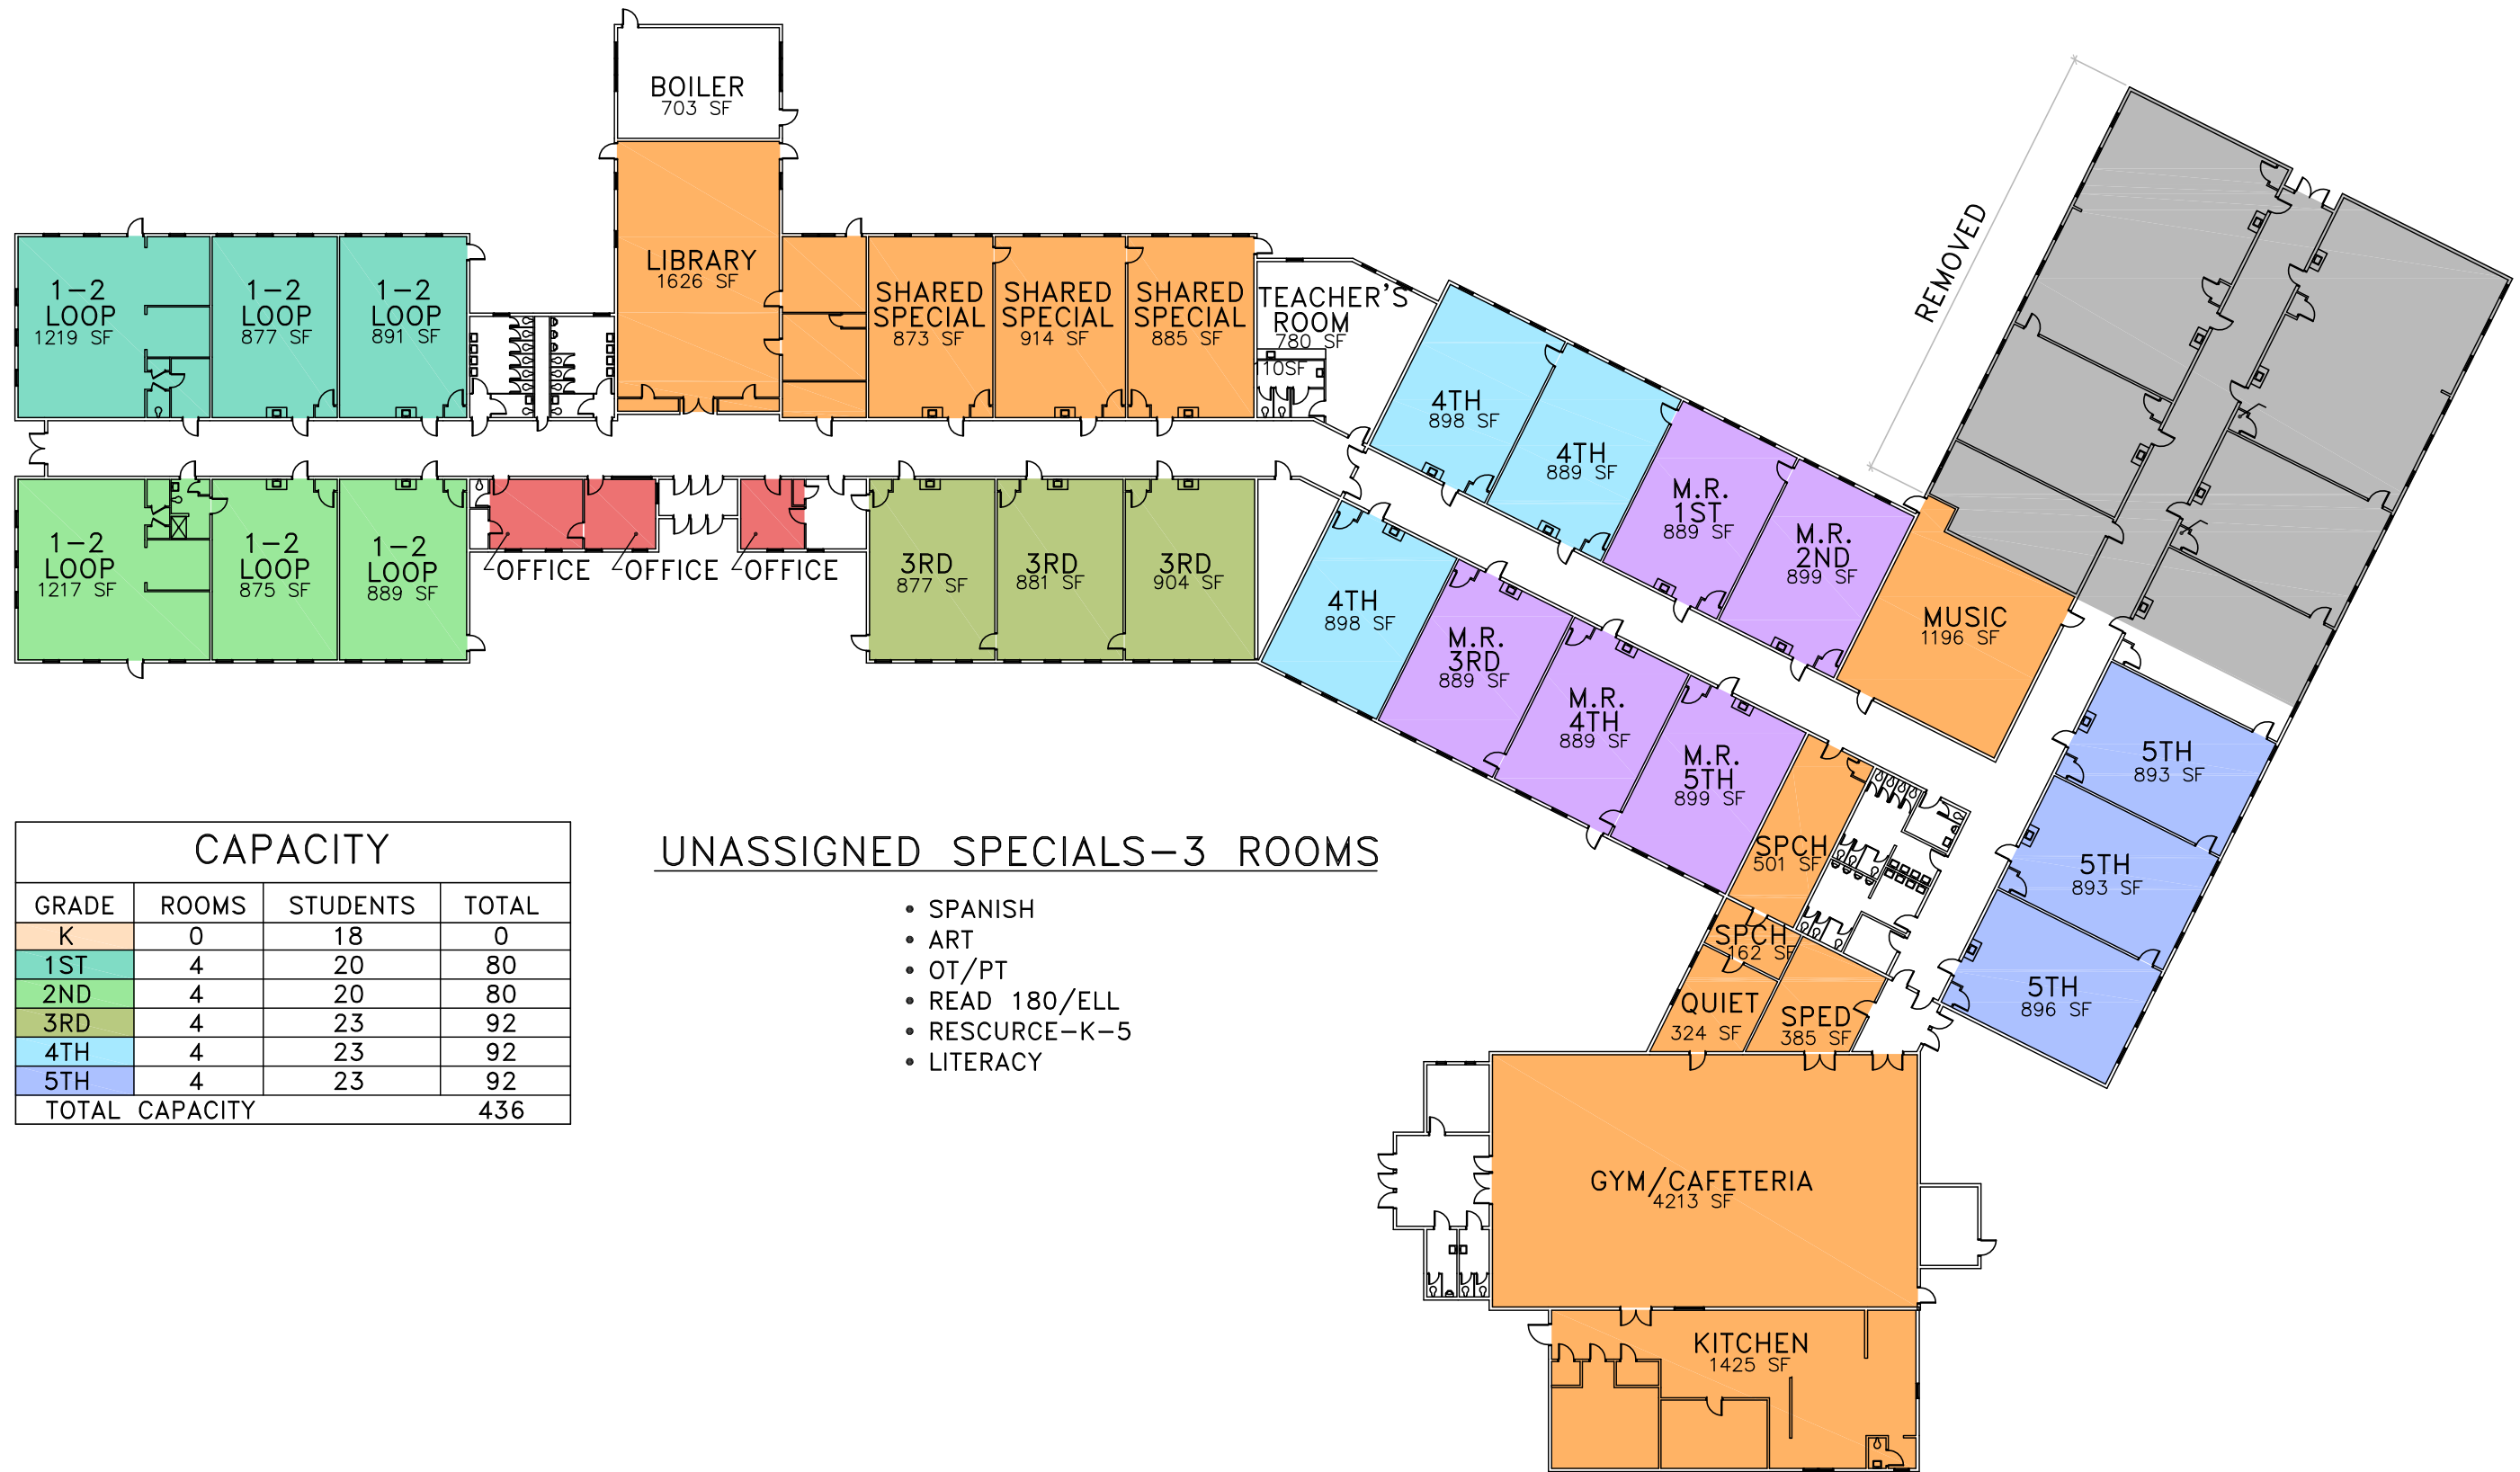 BOILER
703 SF
LIBRARY
1626 SF
1-2
LOOP
1219 SF
1-2
LOOP
877 SF
1-2
LOOP
891 SF
SHARED
SPECIAL
873 SF
SHARED
SPECIAL
914 SF
SHARED
SPECIAL
885 SF
TEACHER'S
ROOM
780 SF
110SF
REMOVED
4TH
898 SF
4TH
889 SF
M.R.
1ST
889 SF
M.R.
2ND
899 SF
MUSIC
1196 SF
1-2
LOOP
1217 SF
1-2
LOOP
875 SF
1-2
LOOP
889 SF
OFFICE
OFFICE
OFFICE
3RD
877 SF
3RD
881 SF
3RD
904 SF
4TH
898 SF
M.R.
3RD
889 SF
M.R.
4TH
889 SF
M.R.
5TH
899 SF
SPCH
501 SF
SPCH
162 SF
QUIET
324 SF
SPED
385 SF
5TH
893 SF
5TH
893 SF
5TH
896 SF
CAPACITY
GRADE ROOMS STUDENTS TOTAL
K 0 18 0
1ST 4 20 80
2ND 4 20 80
3RD 4 23 92
4TH 4 23 92
5TH 4 23 92
TOTAL CAPACITY 436
UNASSIGNED SPECIALS-3 ROOMS
• SPANISH
• ART
• OT/PT
• READ 180/ELL
• RESCURCE-K-5
• LITERACY
GYM/CAFETERIA
4213 SF
KITCHEN
1425 SF